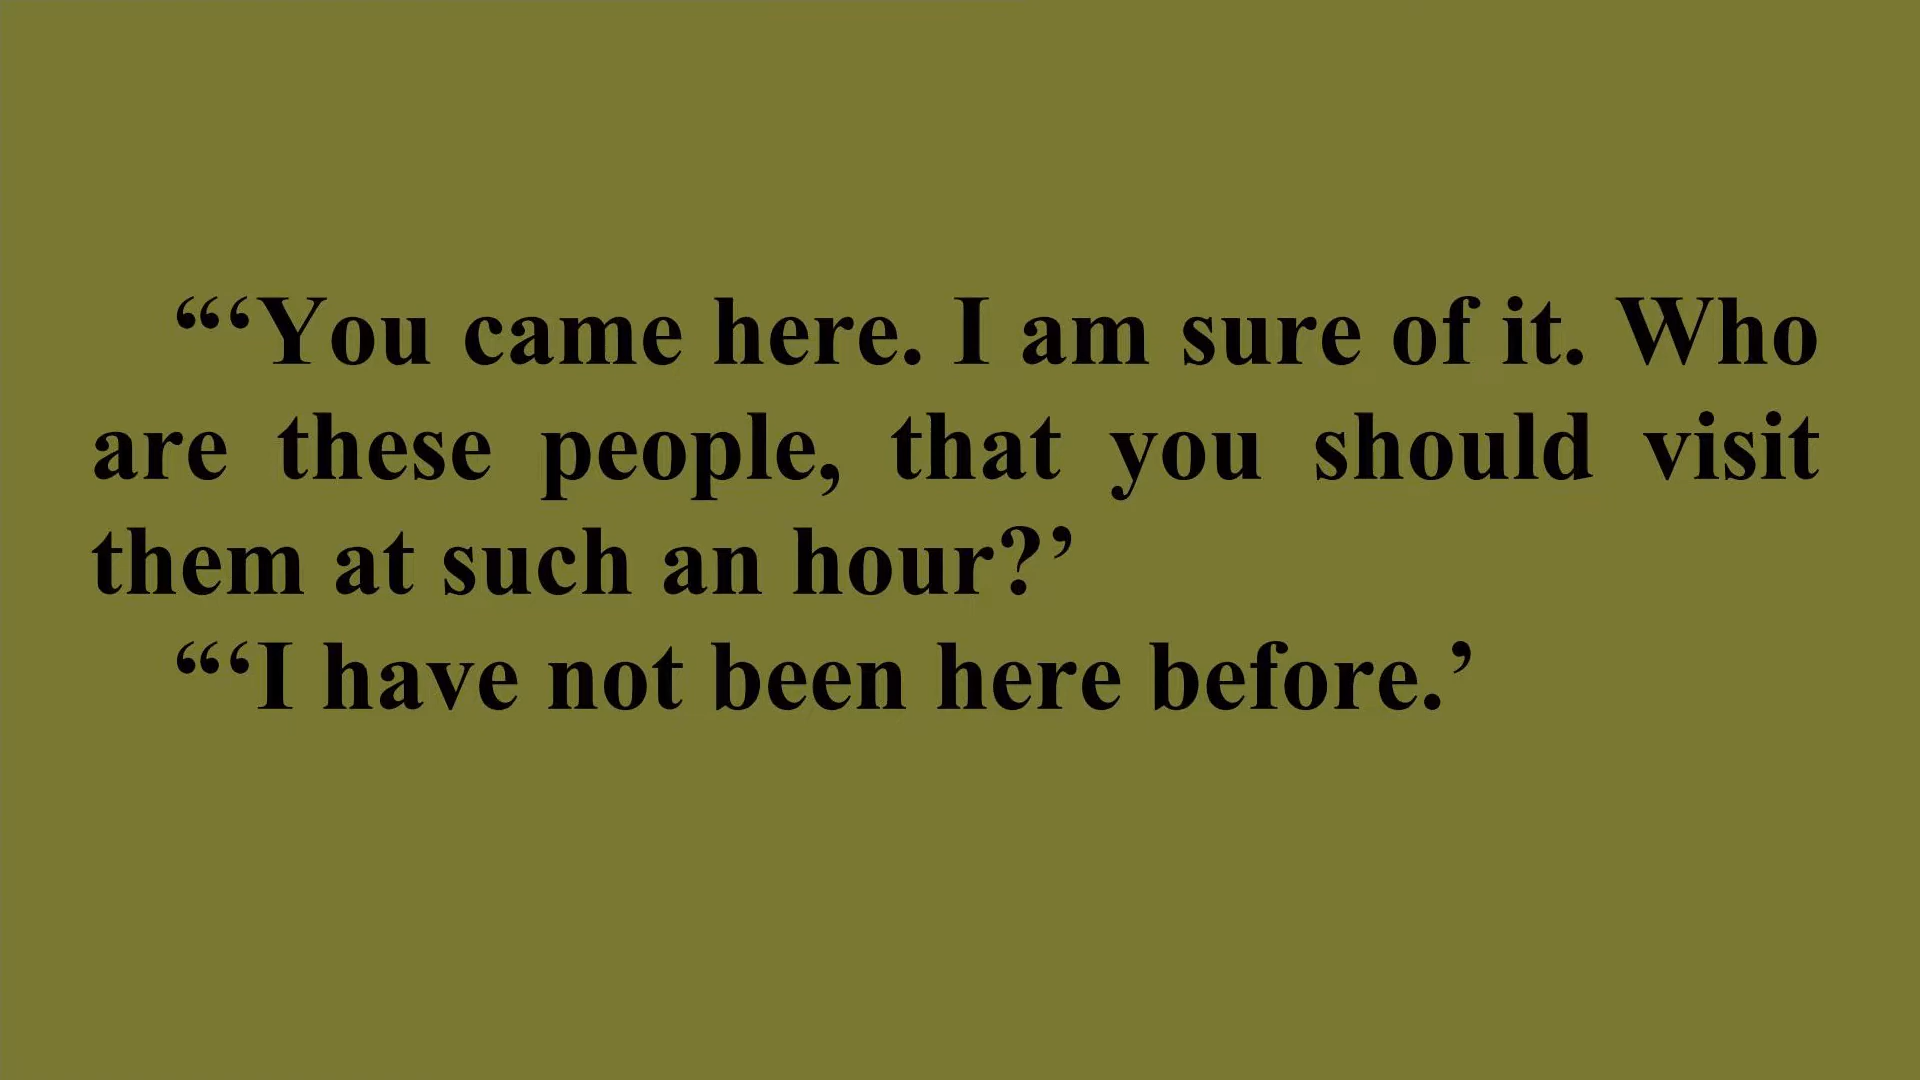 “‘You came here. I am sure of it. Who
are these people, that you should visit
them at such an hour?’
“‘I have not been here before.’